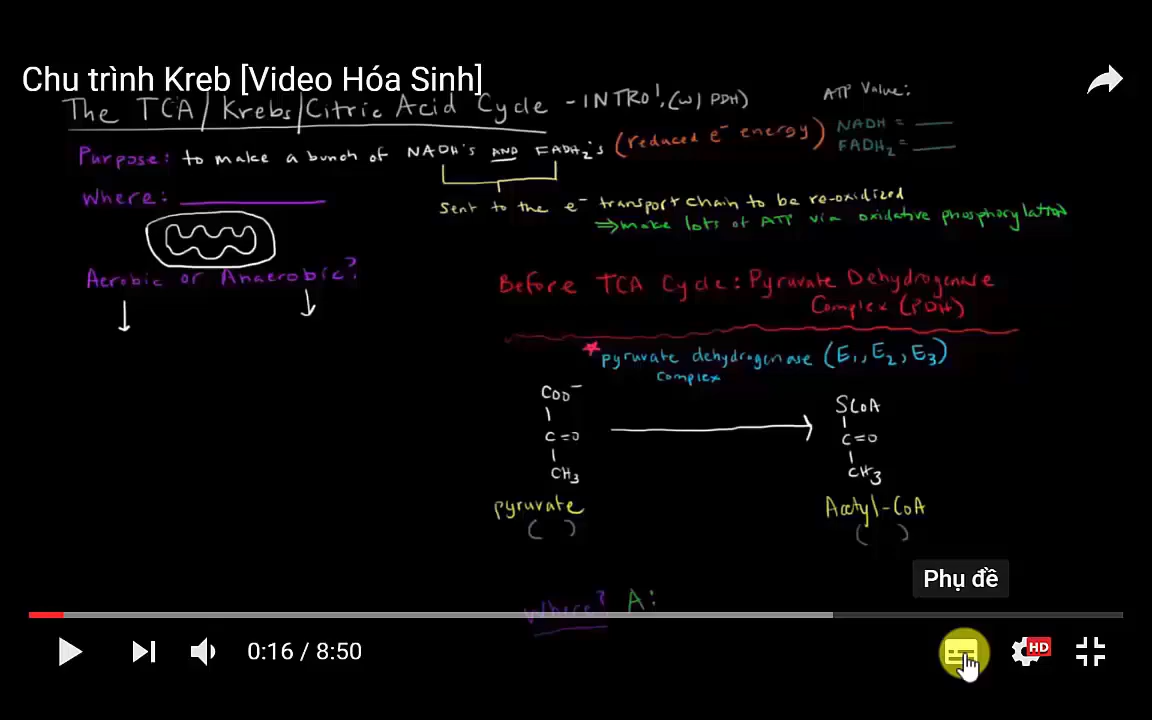 Chu trình Kreb [Video Hóa Sinh]
The TCA/Krebs/Citric Acid Cycle - INTRO!, (w/ PDH)
ATP Value:
NADH = ___
FADH2 = ___
Purpose: to make a bunch of NADH's AND FADH2's (reduced e- energy)
Where: ___
Sent to the e- transport chain to be re-oxidized
⇒make lots of ATP via oxidative phosphorylation
Aerobic or Anaerobic?
Before TCA Cycle: Pyruvate Dehydrogenase
Complex (PDH)
*pyruvate dehydrogenase (E1, E2, E3)
complex
COO-
C=O
CH3
pyruvate
( )
SCoA
C=O
CH3
Acetyl-CoA
( )
Phụ đề
Where? A:
0:16 / 8:50
HD